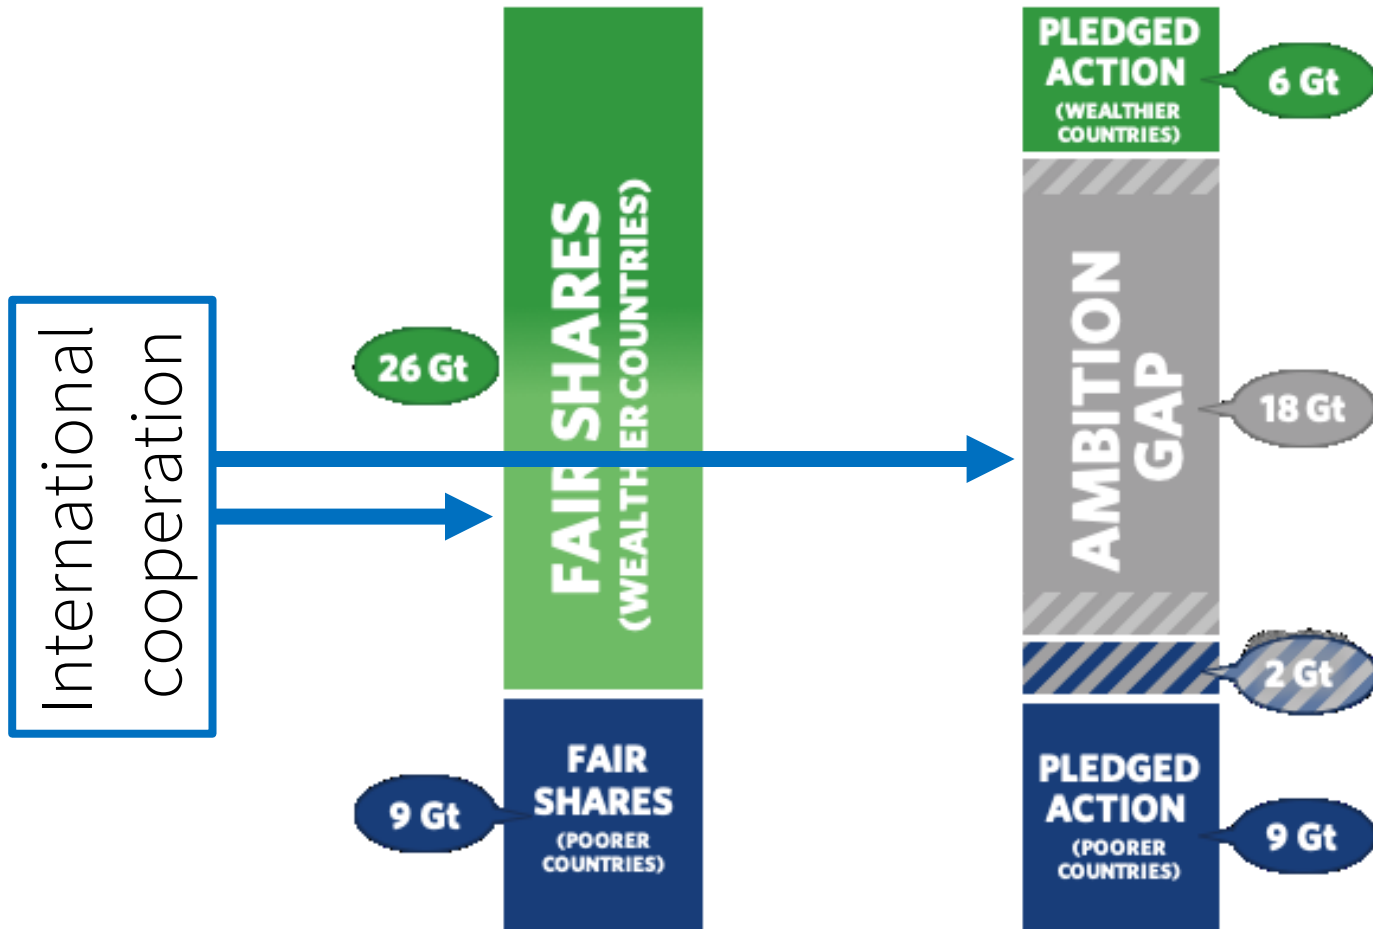 International
cooperation
26 Gt
FAIR SHARES
(WEALTHER COUNTRIES)
9 Gt
FAIR
SHARES
(POORER
COUNTRIES)
PLEDGED
ACTION
(WEALTHIER
COUNTRIES)
6 Gt
AMBITION
GAP
18 Gt
2 Gt
PLEDGED
ACTION
(POORER
COUNTRIES)
9 Gt